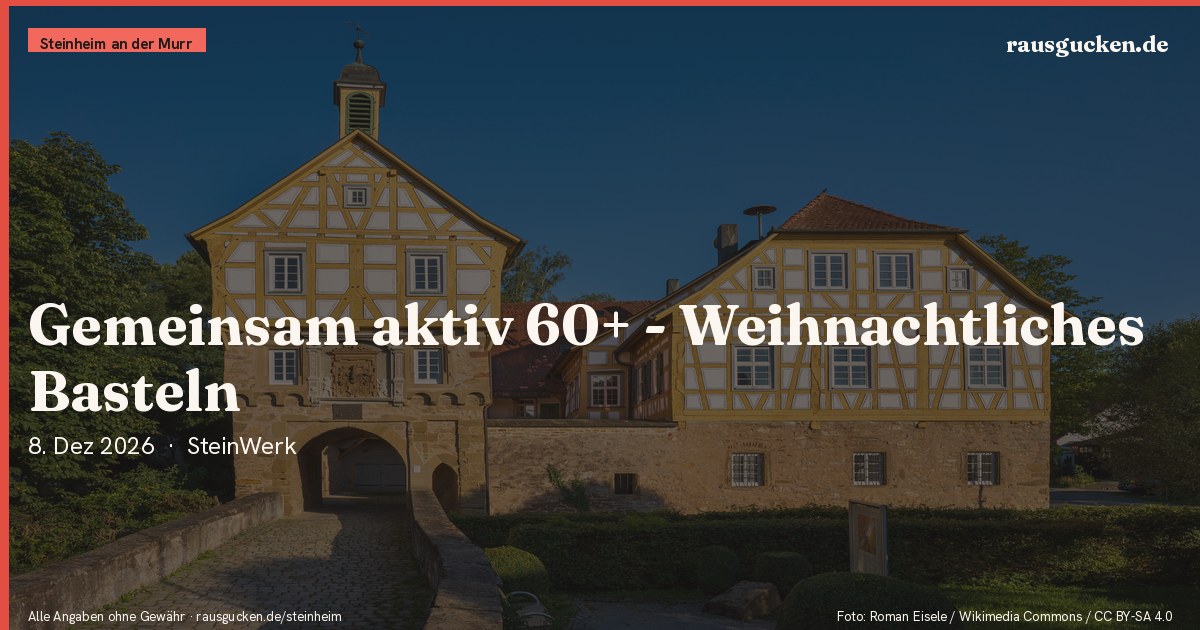 Steinheim an der Murr
rausgucken.de
Gemeinsam aktiv 60+ - Weihnachtliches
Basteln
8. Dez 2026 · SteinWerk
Alle Angaben ohne Gewähr · rausgucken.de/steinheim
Foto: Roman Eisele / Wikimedia Commons / CC BY-SA 4.0